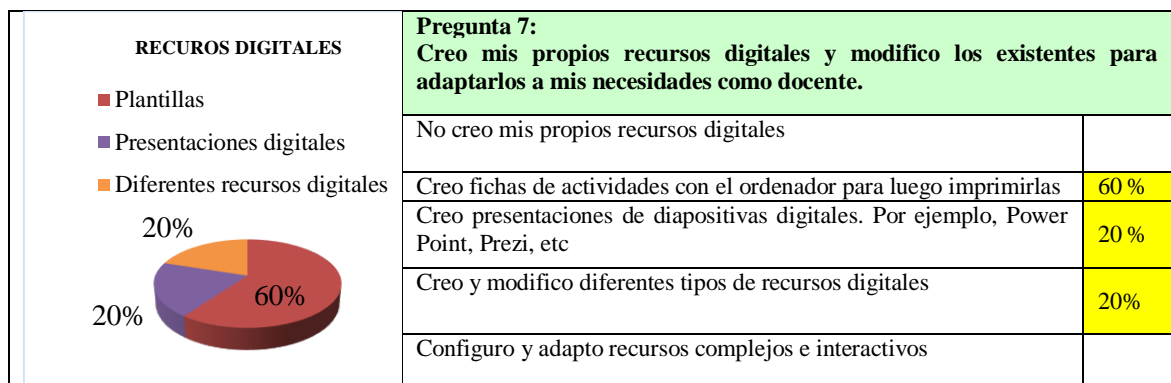 RECUROS DIGITALES
Plantillas
Presentaciones digitales
Diferentes recursos digitales
20%
60%
20%
Pregunta 7:
Creo mis propios recursos digitales y modifico los existentes para
adaptarlos a mis necesidades como docente.
No creo mis propios recursos digitales
Creo fichas de actividades con el ordenador para luego imprimirlas 60 %
Creo presentaciones de diapositivas digitales. Por ejemplo, Power
Point, Prezi, etc 20 %
Creo y modifico diferentes tipos de recursos digitales 20%
Configuro y adapto recursos complejos e interactivos